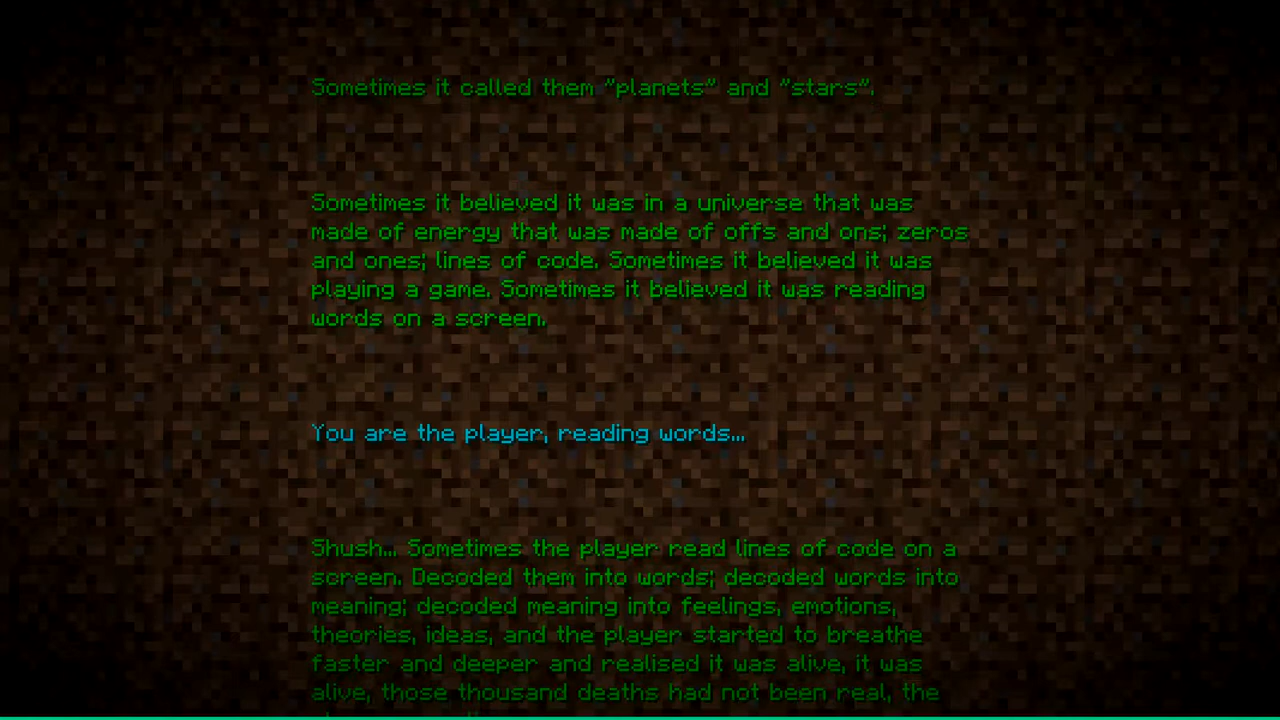 Sometimes it called them "planets" and "stars".
Sometimes it believed it was in a universe that was
made of energy that was made of offs and ons; zeros
and ones; lines of code. Sometimes it believed it was
playing a game. Sometimes it believed it was reading
words on a screen.
You are the player, reading words...
Shush... Sometimes the player read lines of code on a
screen. Decoded them into words; decoded words into
meaning; decoded meaning into feelings, emotions,
theories, ideas, and the player started to breathe
faster and deeper and realised it was alive, it was
alive, those thousand deaths had not been real, the